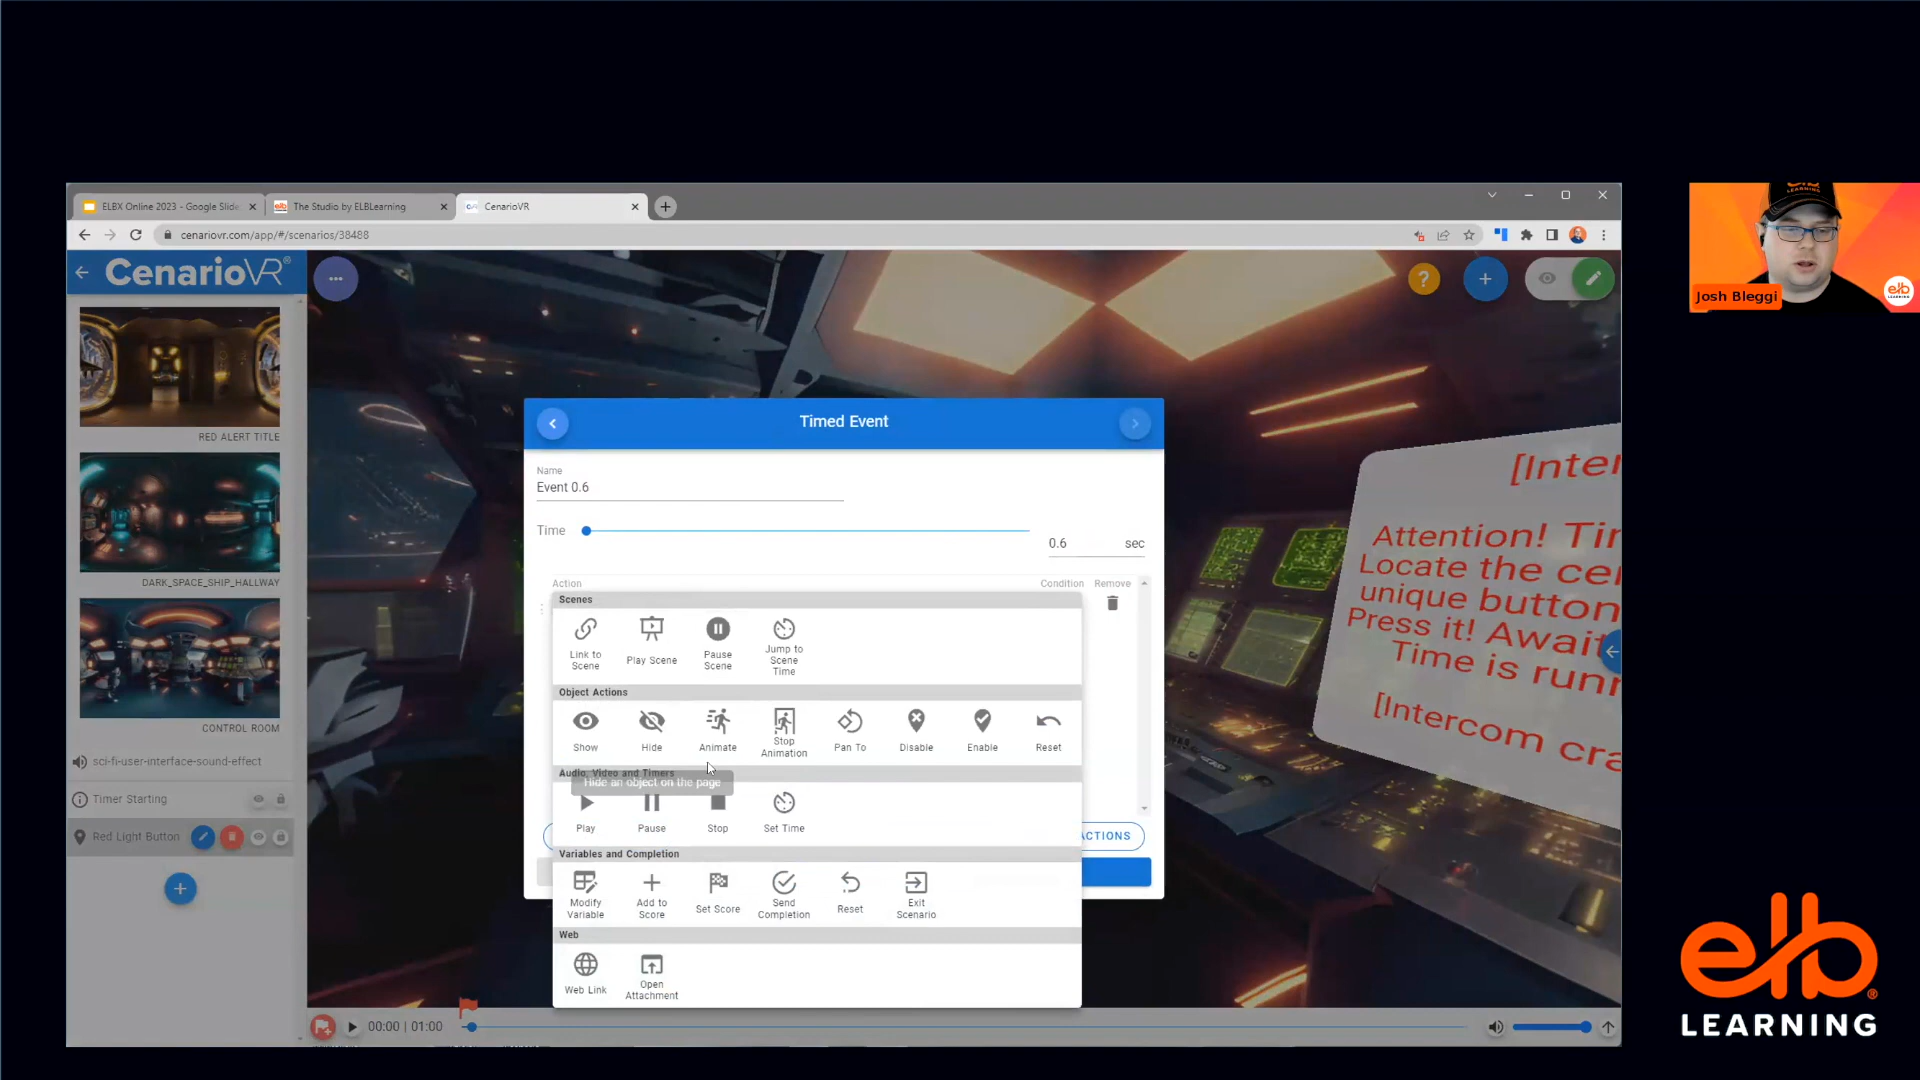 ELBX Online 2023 - Google Slide
The Studio by ELBLearning
CenarioVR
cenariovr.com/app/#/scenarios/38488
CenarioVR®
RED ALERT TITLE
DARK_SPACE_SHIP_HALLWAY
CONTROL ROOM
sci-fi-user-interface-sound-effect
Timer Starting
Red Light Button
Timed Event
Name
Event 0.6
Time
0.6 sec
Action Condition Remove
Scenes
Link to Scene
Play Scene
Pause Scene
Jump to Scene Time
Object Actions
Show
Hide
Animate
Stop Animation
Pan To
Disable
Enable
Reset
Audio, Video and Timers
Hide an object on the page
Play
Pause
Stop
Set Time
ACTIONS
Variables and Completion
Modify Variable
Add to Score
Set Score
Send Completion
Reset
Exit Scenario
Web
Web Link
Open Attachment
00:00 | 01:00
[Inter
Attention! Ti
Locate the ce
unique button
Press it! Await
Time is runn
[Intercom cra
Josh Bleggi
elb
LEARNING
elb®
LEARNING